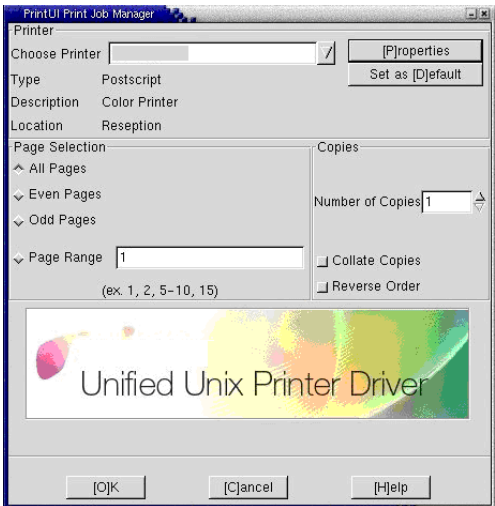 PrintUI Print Job Manager
Printer
Choose Printer
[P]roperties
Set as [D]efault
Type Postscript
Description Color Printer
Location Reseption
Page Selection
All Pages
Even Pages
Odd Pages
Page Range 1
(ex. 1, 2, 5-10, 15)
Copies
Number of Copies 1
Collate Copies
Reverse Order
Unified Unix Printer Driver
[O]K
[C]ancel
[H]elp